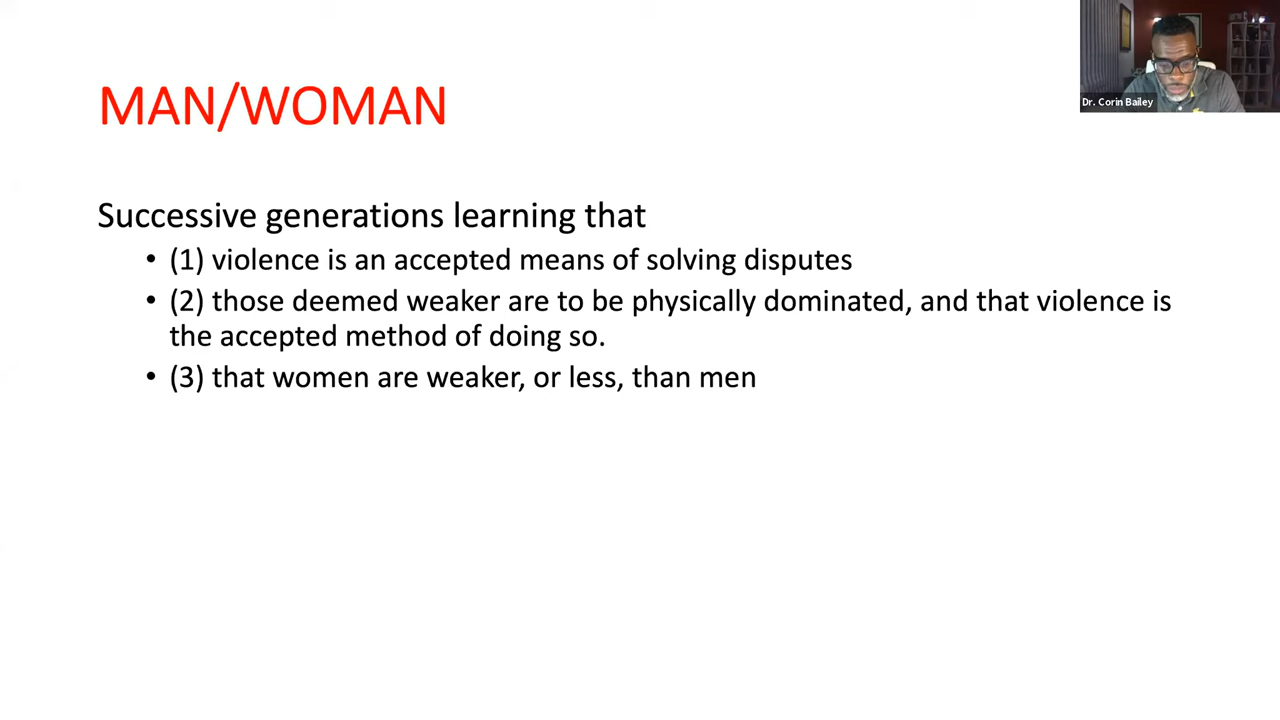 MAN/WOMAN
Dr. Corin Bailey
Successive generations learning that
• (1) violence is an accepted means of solving disputes
• (2) those deemed weaker are to be physically dominated, and that violence is
the accepted method of doing so.
• (3) that women are weaker, or less, than men